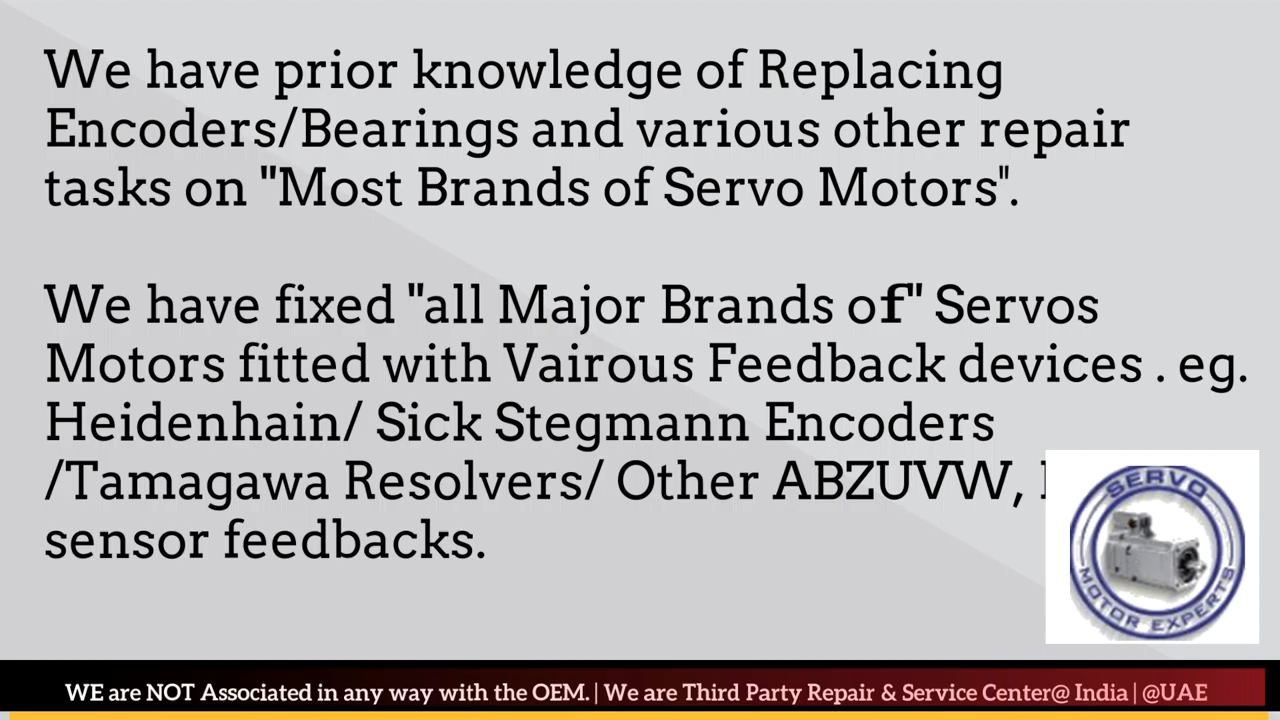 We have prior knowledge of Replacing
Encoders/Bearings and various other repair
tasks on "Most Brands of Servo Motors".
We have fixed "all Major Brands of" Servos
Motors fitted with Vairous Feedback devices . eg.
Heidenhain/ Sick Stegmann Encoders
/Tamagawa Resolvers/ Other ABZUVW,
sensor feedbacks.
SERVO
MOTOR EXPERTS
WE are NOT Associated in any way with the OEM. | We are Third Party Repair & Service Center@ India | @UAE